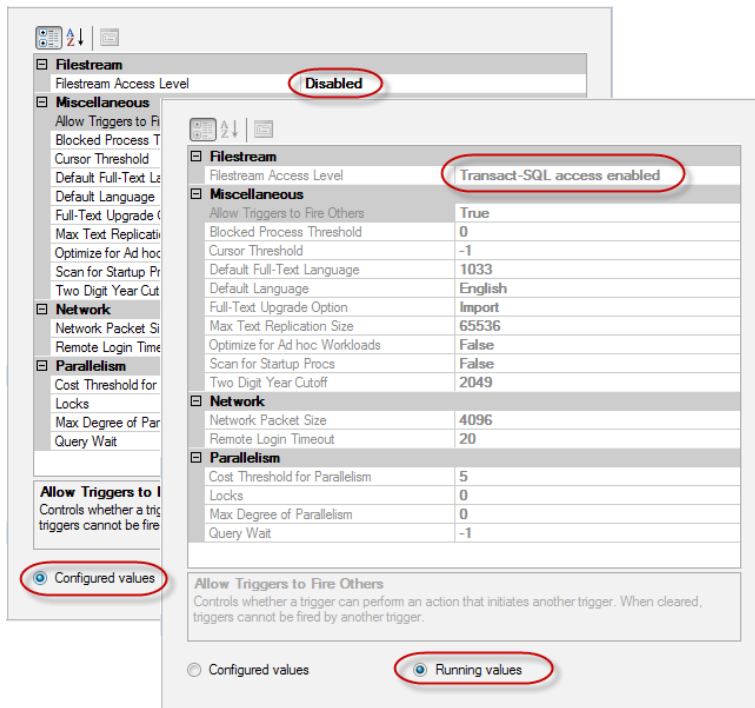 Filestream
Filestream Access Level Disabled
Miscellaneous
Allow Triggers to Fi
Blocked Process T
Cursor Threshold
Default Full-Text La
Default Language
Full-Text Upgrade
Max Text Replicati
Optimize for Ad hoc
Scan for Startup Pr
Two Digit Year Cut
Network
Network Packet Si
Remote Login Time
Parallelism
Cost Threshold for
Locks
Max Degree of Par
Query Wait
Allow Triggers to
Controls whether a trig
triggers cannot be fire
Configured values
Filestream
Filestream Access Level Transact-SQL access enabled
Miscellaneous
Allow Triggers to Fire Others True
Blocked Process Threshold 0
Cursor Threshold -1
Default Full-Text Language 1033
Default Language English
Full-Text Upgrade Option Import
Max Text Replication Size 65536
Optimize for Ad hoc Workloads False
Scan for Startup Procs False
Two Digit Year Cutoff 2049
Network
Network Packet Size 4096
Remote Login Timeout 20
Parallelism
Cost Threshold for Parallelism 5
Locks 0
Max Degree of Parallelism 0
Query Wait -1
Allow Triggers to Fire Others
Controls whether a trigger can perform an action that initiates another trigger. When cleared,
triggers cannot be fired by another trigger.
Configured values Running values